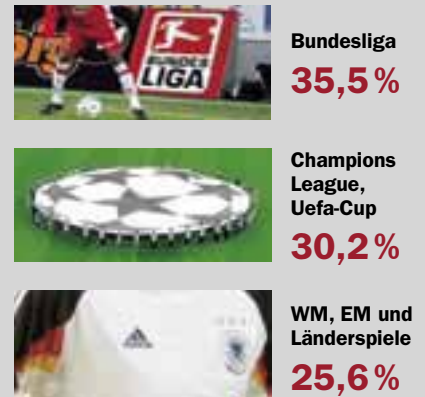 BUNDES
LIGA
Bundesliga
35,5 %
Champions
League,
Uefa-Cup
30,2 %
WM, EM und
Länderspiele
25,6 %